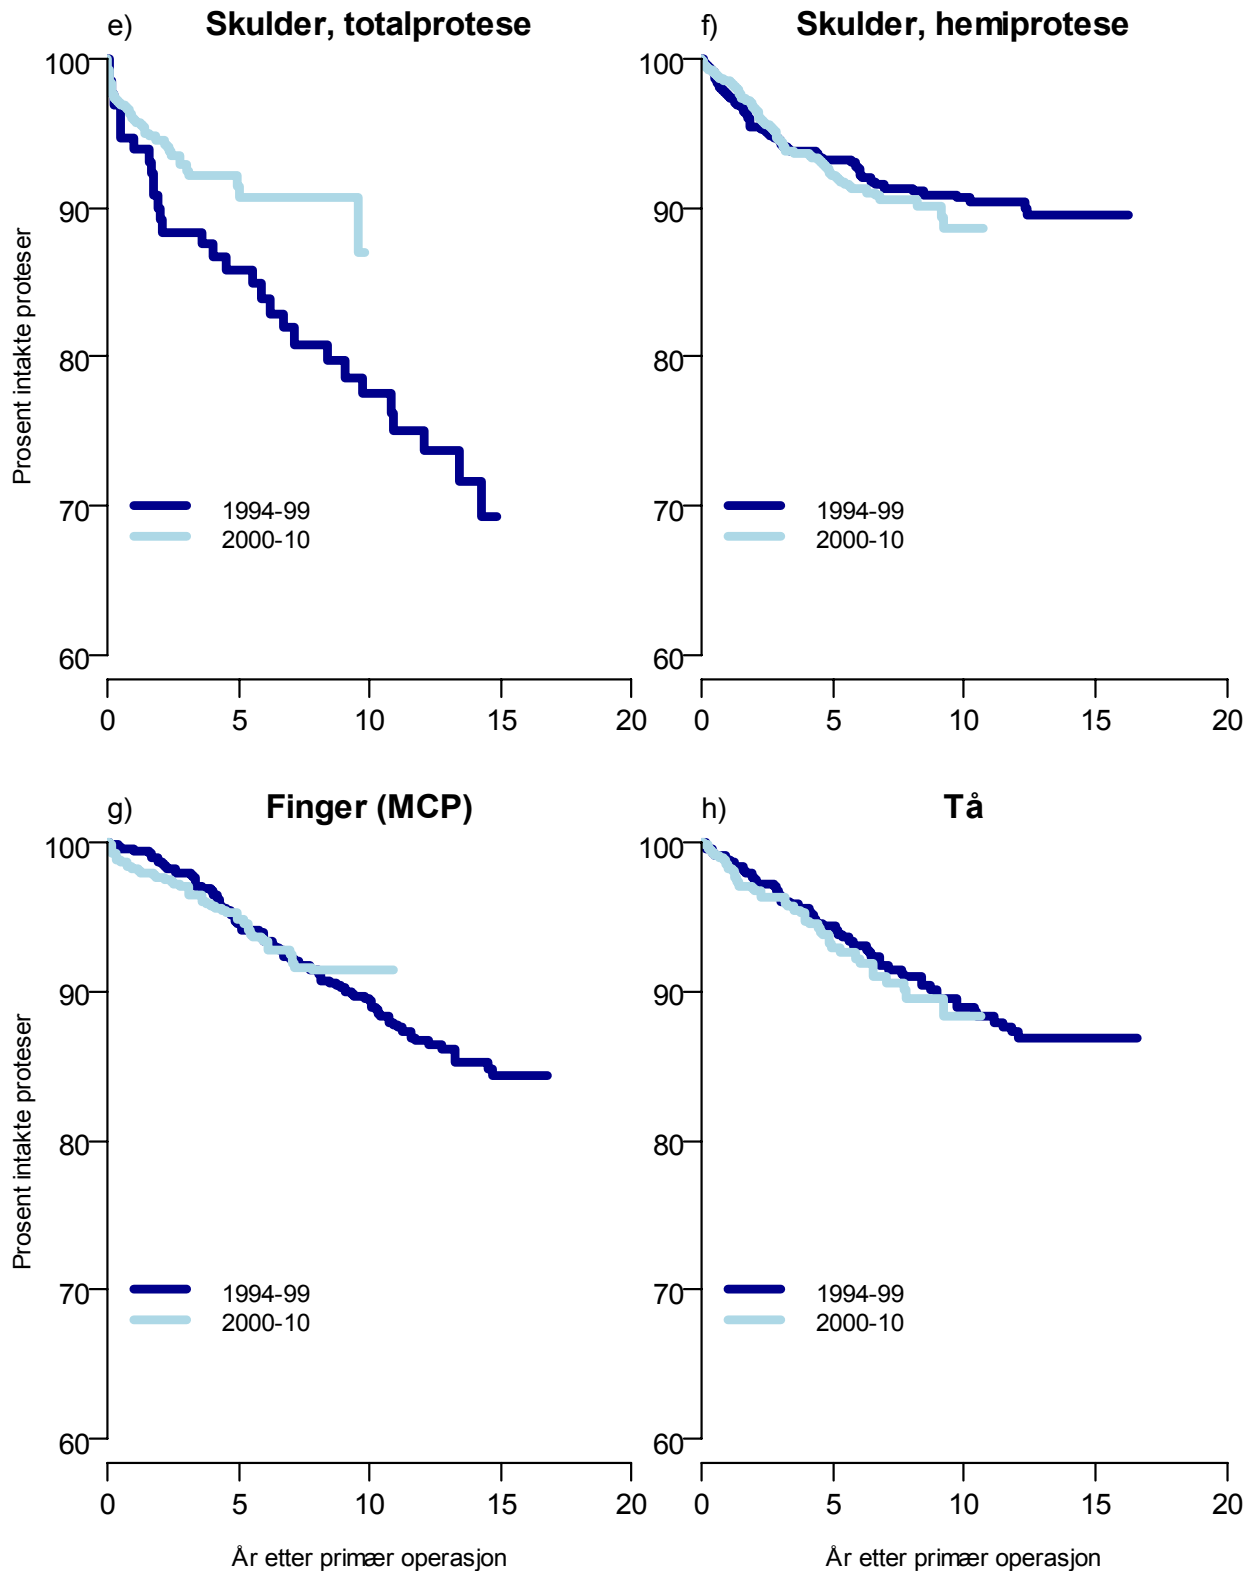 e) Skulder, totalprotese
Prosent intakte proteser
100
90
80
70
60
1994-99
2000-10
0 5 10 15 20
f) Skulder, hemiprotese
100
90
80
70
60
1994-99
2000-10
0 5 10 15 20
g) Finger (MCP)
Prosent intakte proteser
100
90
80
70
60
1994-99
2000-10
0 5 10 15 20
År etter primær operasjon
h) Tå
100
90
80
70
60
1994-99
2000-10
0 5 10 15 20
År etter primær operasjon